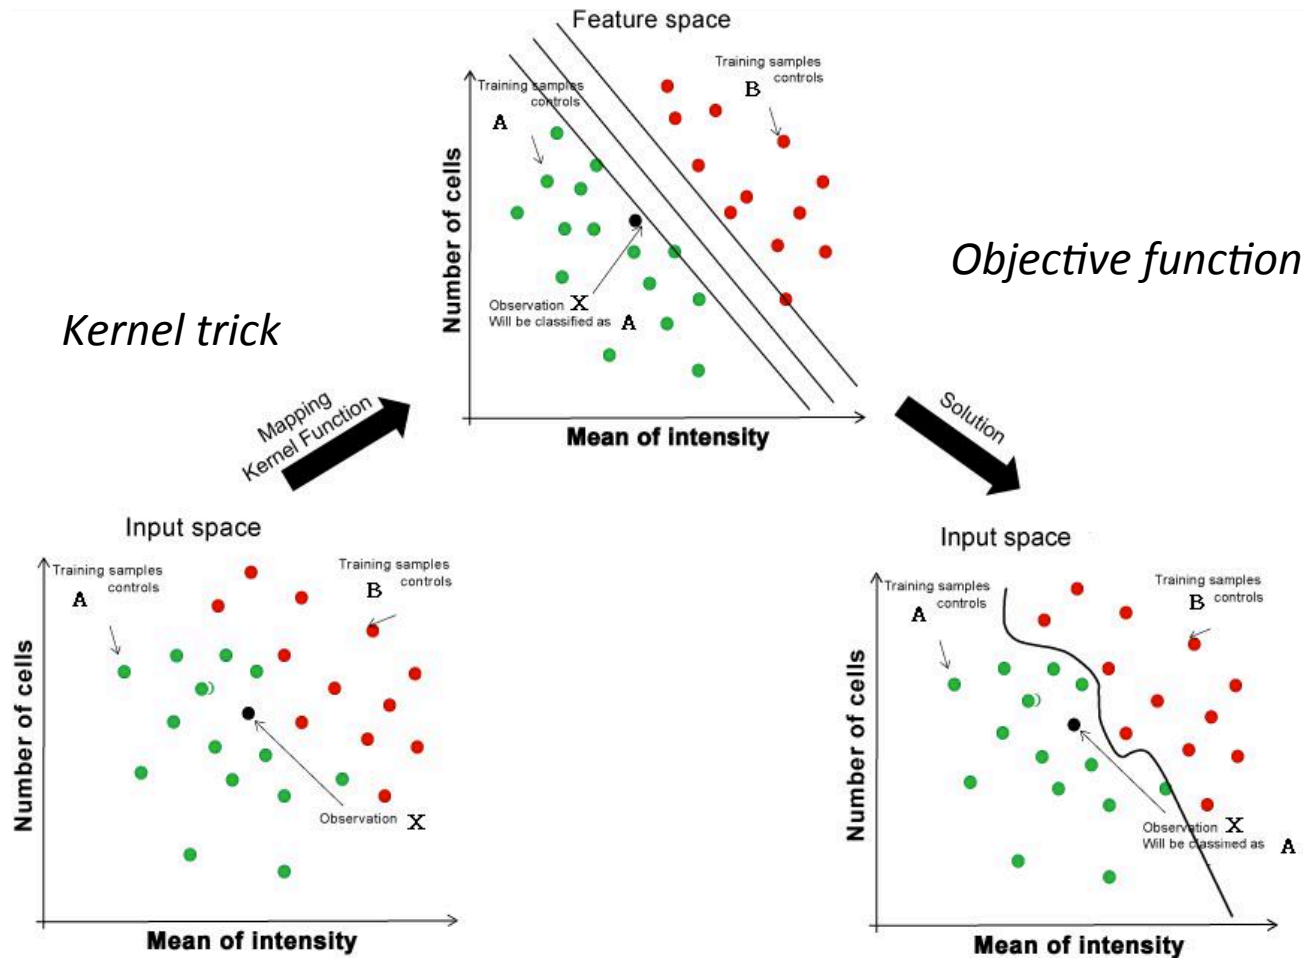 Feature space
Training samples
controls
B
Training samples
controls
A
Number of cells
Observation X
Will be classified as A
Mean of intensity
Objective function
Kernel trick
Mapping
Kernel Function
Solution
Input space
Training samples
controls
A
Training samples
controls
B
Number of cells
Observation X
Mean of intensity
Input space
Training samples
controls
A
Training samples
controls
B
Number of cells
Observation X
Will be classified as A
Mean of intensity